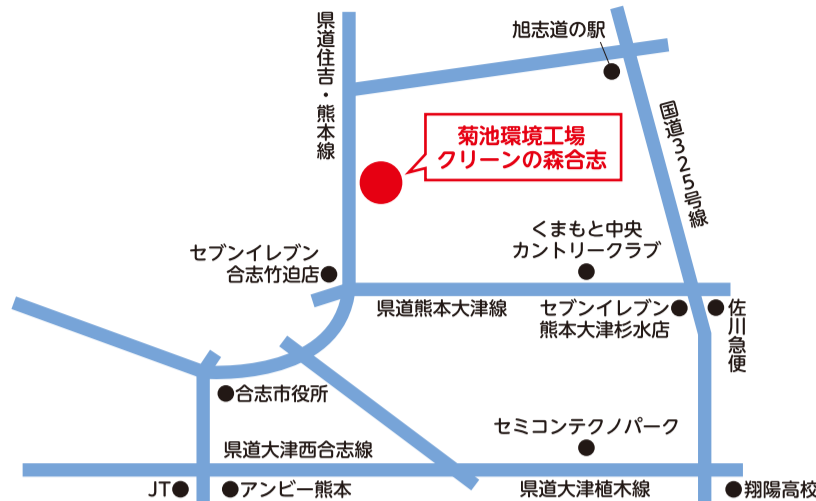 旭志道の駅
県道住吉・熊本線
国道325号線
菊池環境工場
クリーンの森合志
くまもと中央
カントリークラブ
セブンイレブン
合志竹迫店
県道熊本大津線
セブンイレブン
熊本大津杉水店
佐川急便
合志市役所
セミコンテクノパーク
県道大津西合志線
JT
アンビー熊本
県道大津植木線
翔陽高校